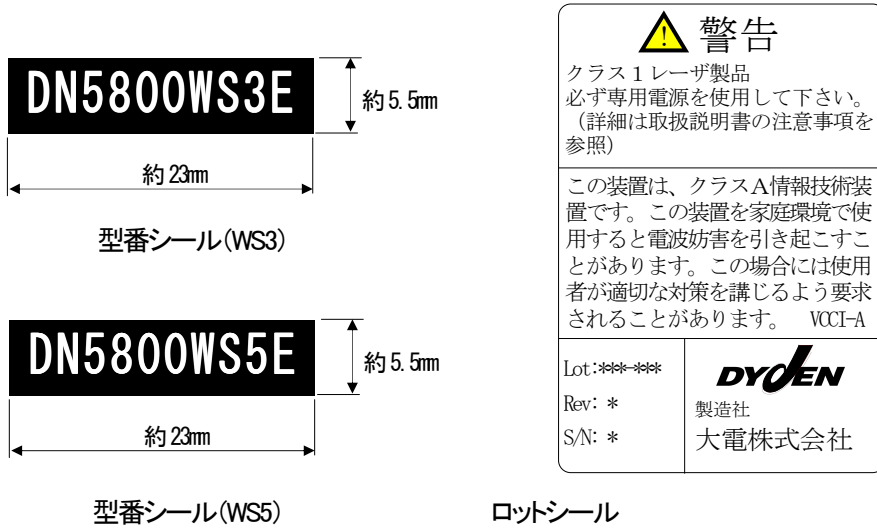 DN5800WS3E
約5.5mm
約23mm
型番シール(WS3)
DN5800WS5E
約5.5mm
約23mm
型番シール(WS5)
警告
クラス1レーザ製品
必ず専用電源を使用して下さい。
(詳細は取扱説明書の注意事項を
参照)
この装置は、クラスA情報技術装
置です。この装置を家庭環境で使
用すると電波妨害を引き起こすこ
とがあります。この場合には使用
者が適切な対策を講じるよう要求
されることがあります。 VCCI-A
Lot:***-***
Rev: *
S/N: *
DYDEN
製造社
大電株式会社
ロットシール